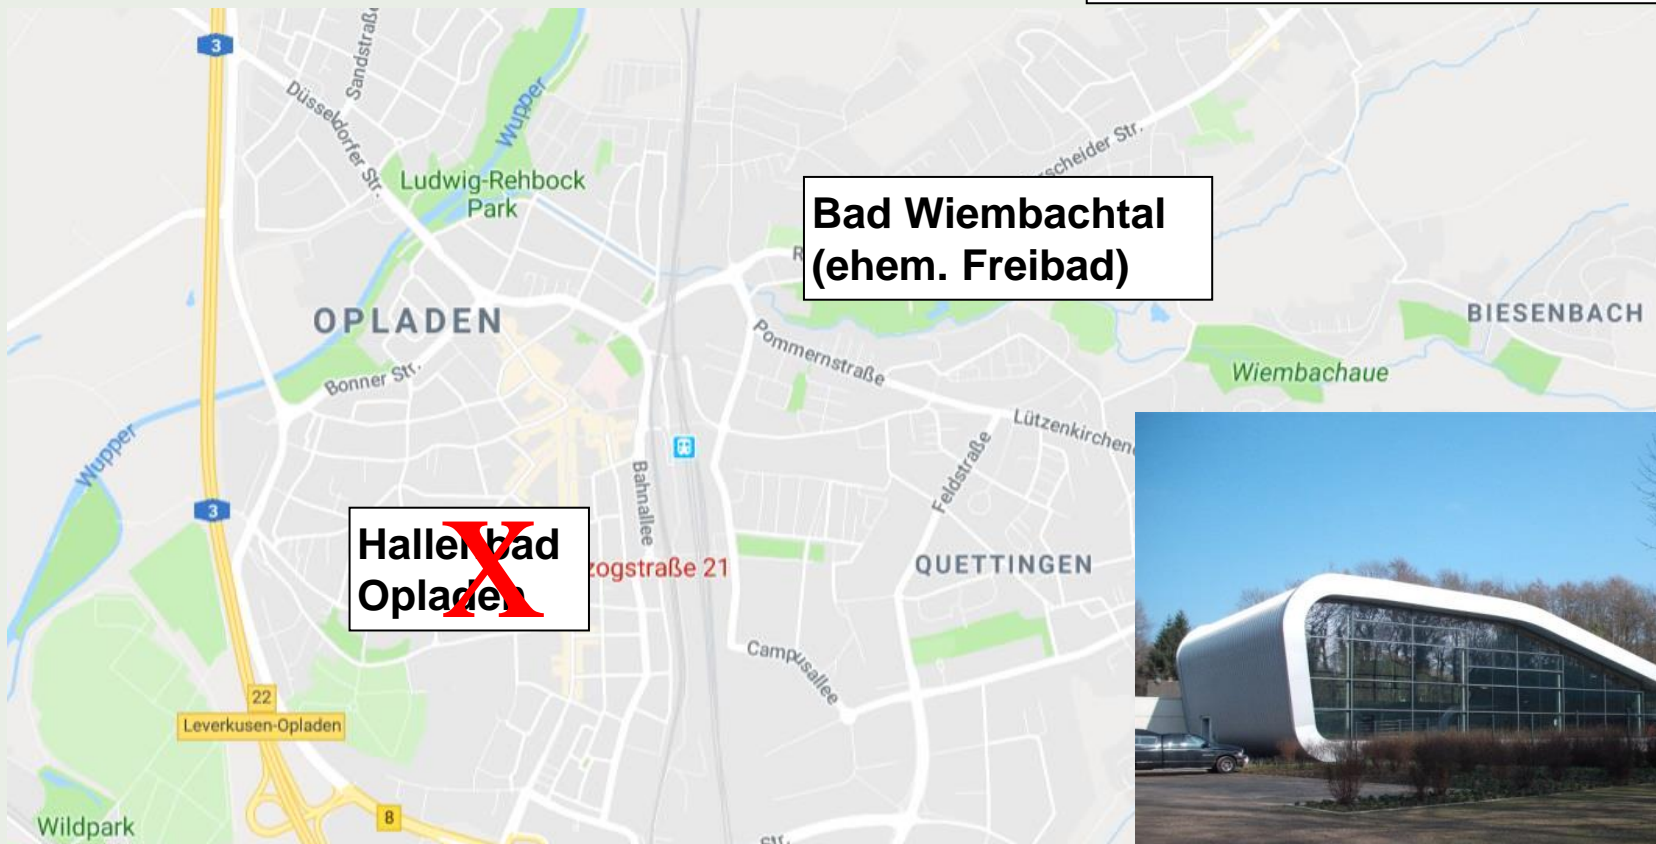 3
Sandstraße
Düsseldorfer Str.
Wupper
Ludwig-Rehbock
Park
scheider Str.
Bad Wiembachtal
(ehem. Freibad)
R
OPLADEN
BIESENBACH
Pommernstraße
Wiembachaue
Bonner Str.
Lützenkirchen
Wupper
Feldstraße
Bahnallee
3
Hallenbad
Opladen
X
zogstraße 21
QUETTINGEN
Campusallee
22
Leverkusen-Opladen
8
Wildpark
Str.